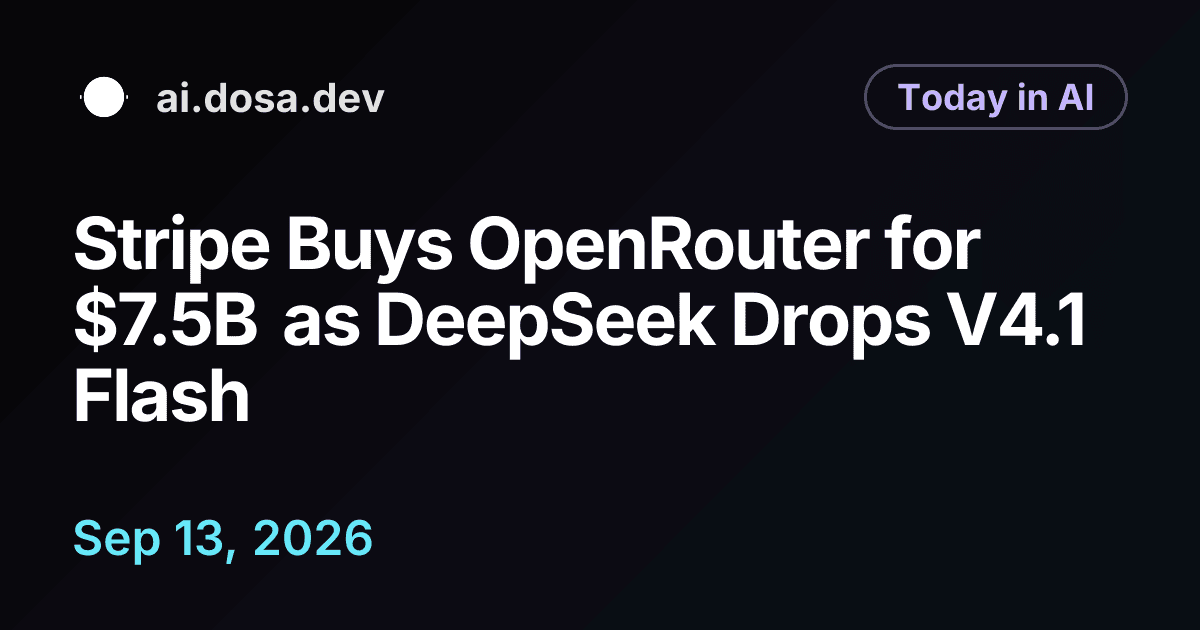 ai.dosa.dev
Today in AI
Stripe Buys OpenRouter for
$7.5B as DeepSeek Drops V4.1
Flash
Sep 13, 2026